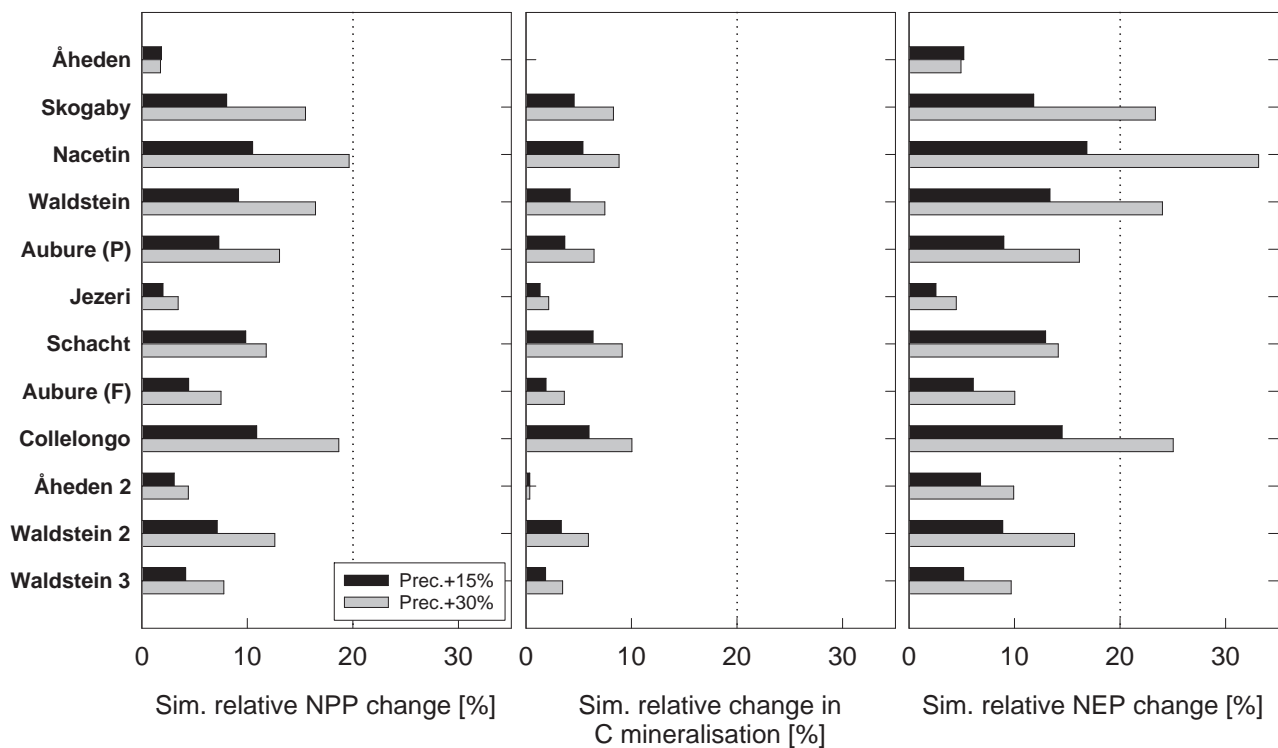 Åheden
Skogaby
Nacetin
Waldstein
Aubure (P)
Jezeri
Schacht
Aubure (F)
Collelongo
Åheden 2
Waldstein 2
Waldstein 3
Prec.+15%
Prec.+30%
0 10 20 30
0 10 20 30
0 10 20 30
Sim. relative NPP change [%]
Sim. relative change in
C mineralisation [%]
Sim. relative NEP change [%]